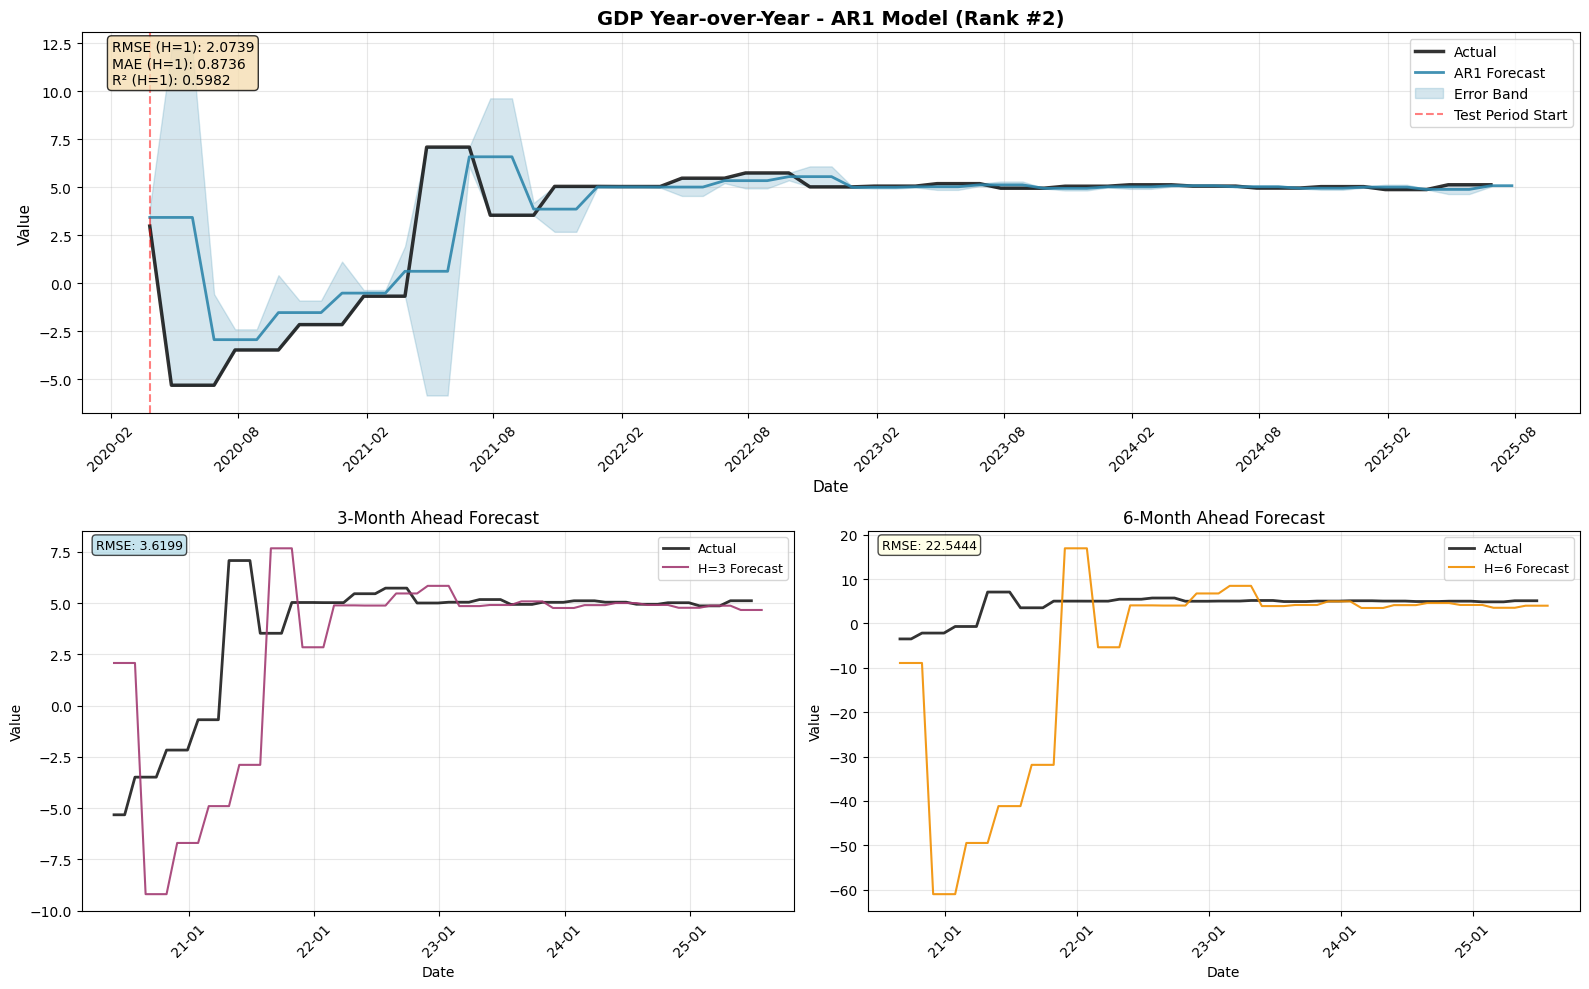 GDP Year-over-Year - AR1 Model (Rank #2)
RMSE (H=1): 2.0739
MAE (H=1): 0.8736
R² (H=1): 0.5982
Actual
AR1 Forecast
Error Band
Test Period Start
Value
12.5
10.0
7.5
5.0
2.5
0.0
−2.5
−5.0
2020-02
2020-08
2021-02
2021-08
2022-02
2022-08
2023-02
2023-08
2024-02
2024-08
2025-02
2025-08
Date
3-Month Ahead Forecast
RMSE: 3.6199
Actual
H=3 Forecast
Value
7.5
5.0
2.5
0.0
−2.5
−5.0
−7.5
−10.0
21-01
22-01
23-01
24-01
25-01
Date
6-Month Ahead Forecast
RMSE: 22.5444
Actual
H=6 Forecast
Value
20
10
0
−10
−20
−30
−40
−50
−60
21-01
22-01
23-01
24-01
25-01
Date